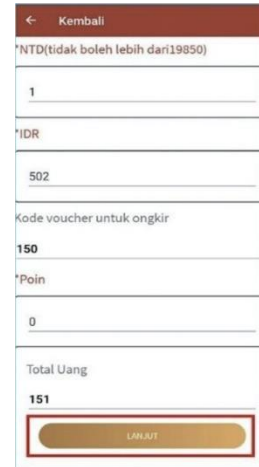 ← Kembali
*NTD(tidak boleh lebih dari19850)
1
*IDR
502
Kode voucher untuk ongkir
150
*Poin
0
Total Uang
151
LANJUT